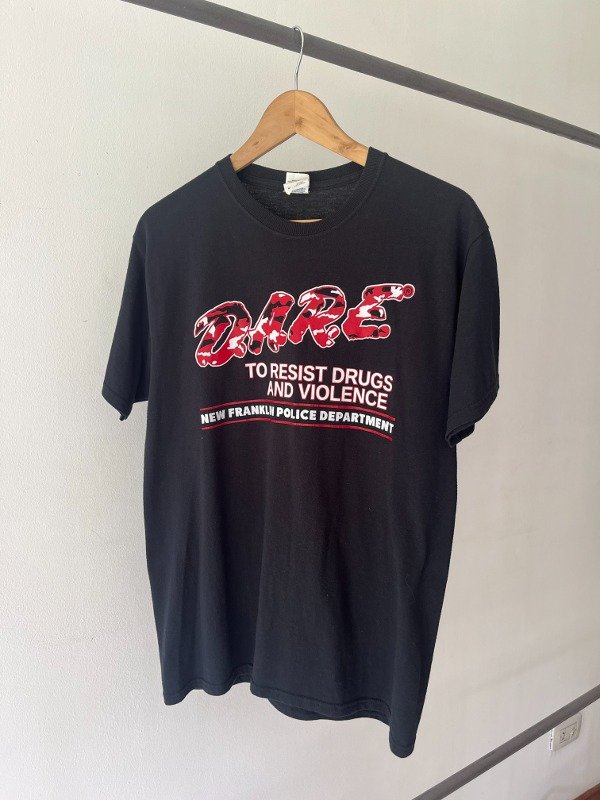 D.A.R.E.®
TO RESIST DRUGS
AND VIOLENCE
NEW FRANKLIN POLICE DEPARTMENT